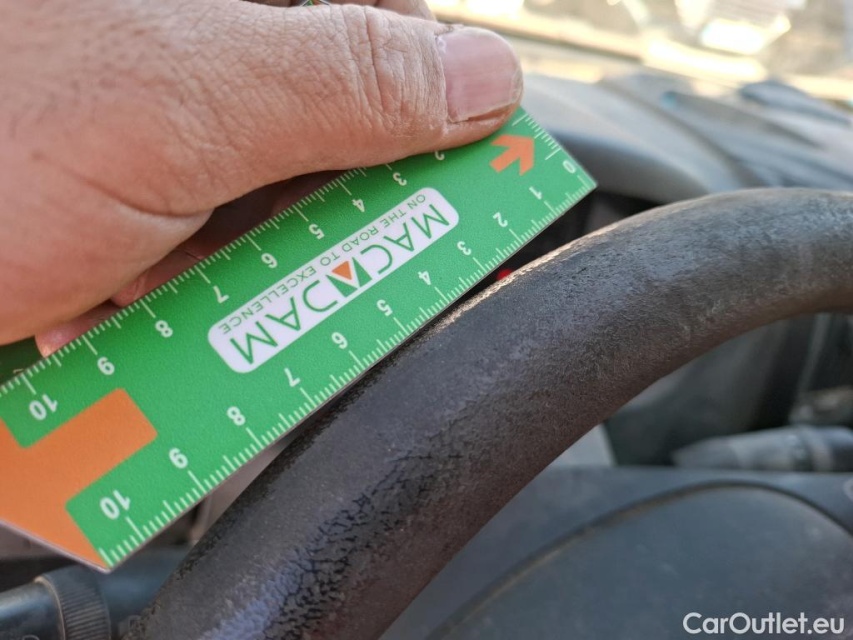 MACADAM
ON THE ROAD TO EXCELLENCE
0 1 2 3 4 5 6 7 8 9 10
2 3 4 5 6 7 8 9 10
CarOutlet.eu